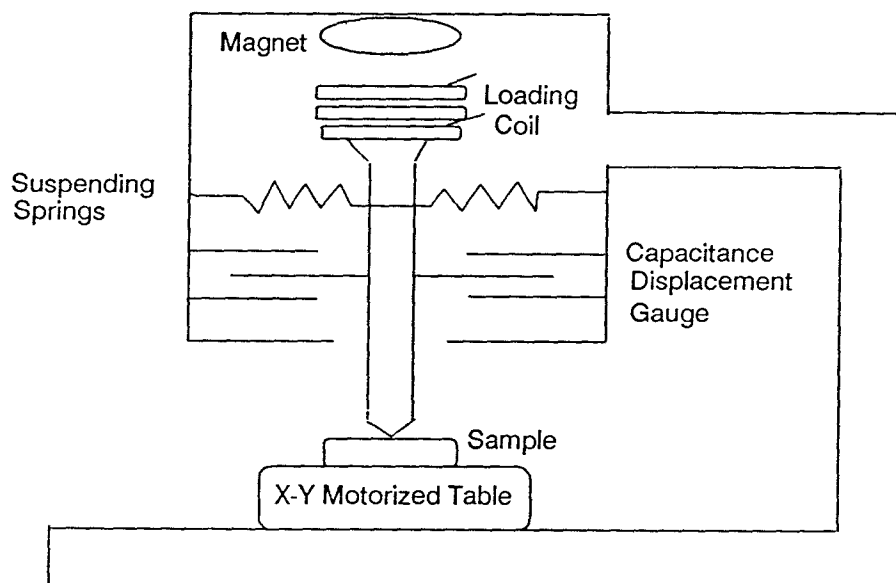 Magnet
Loading
Coil
Suspending
Springs
Capacitance
Displacement
Gauge
Sample
X-Y Motorized Table